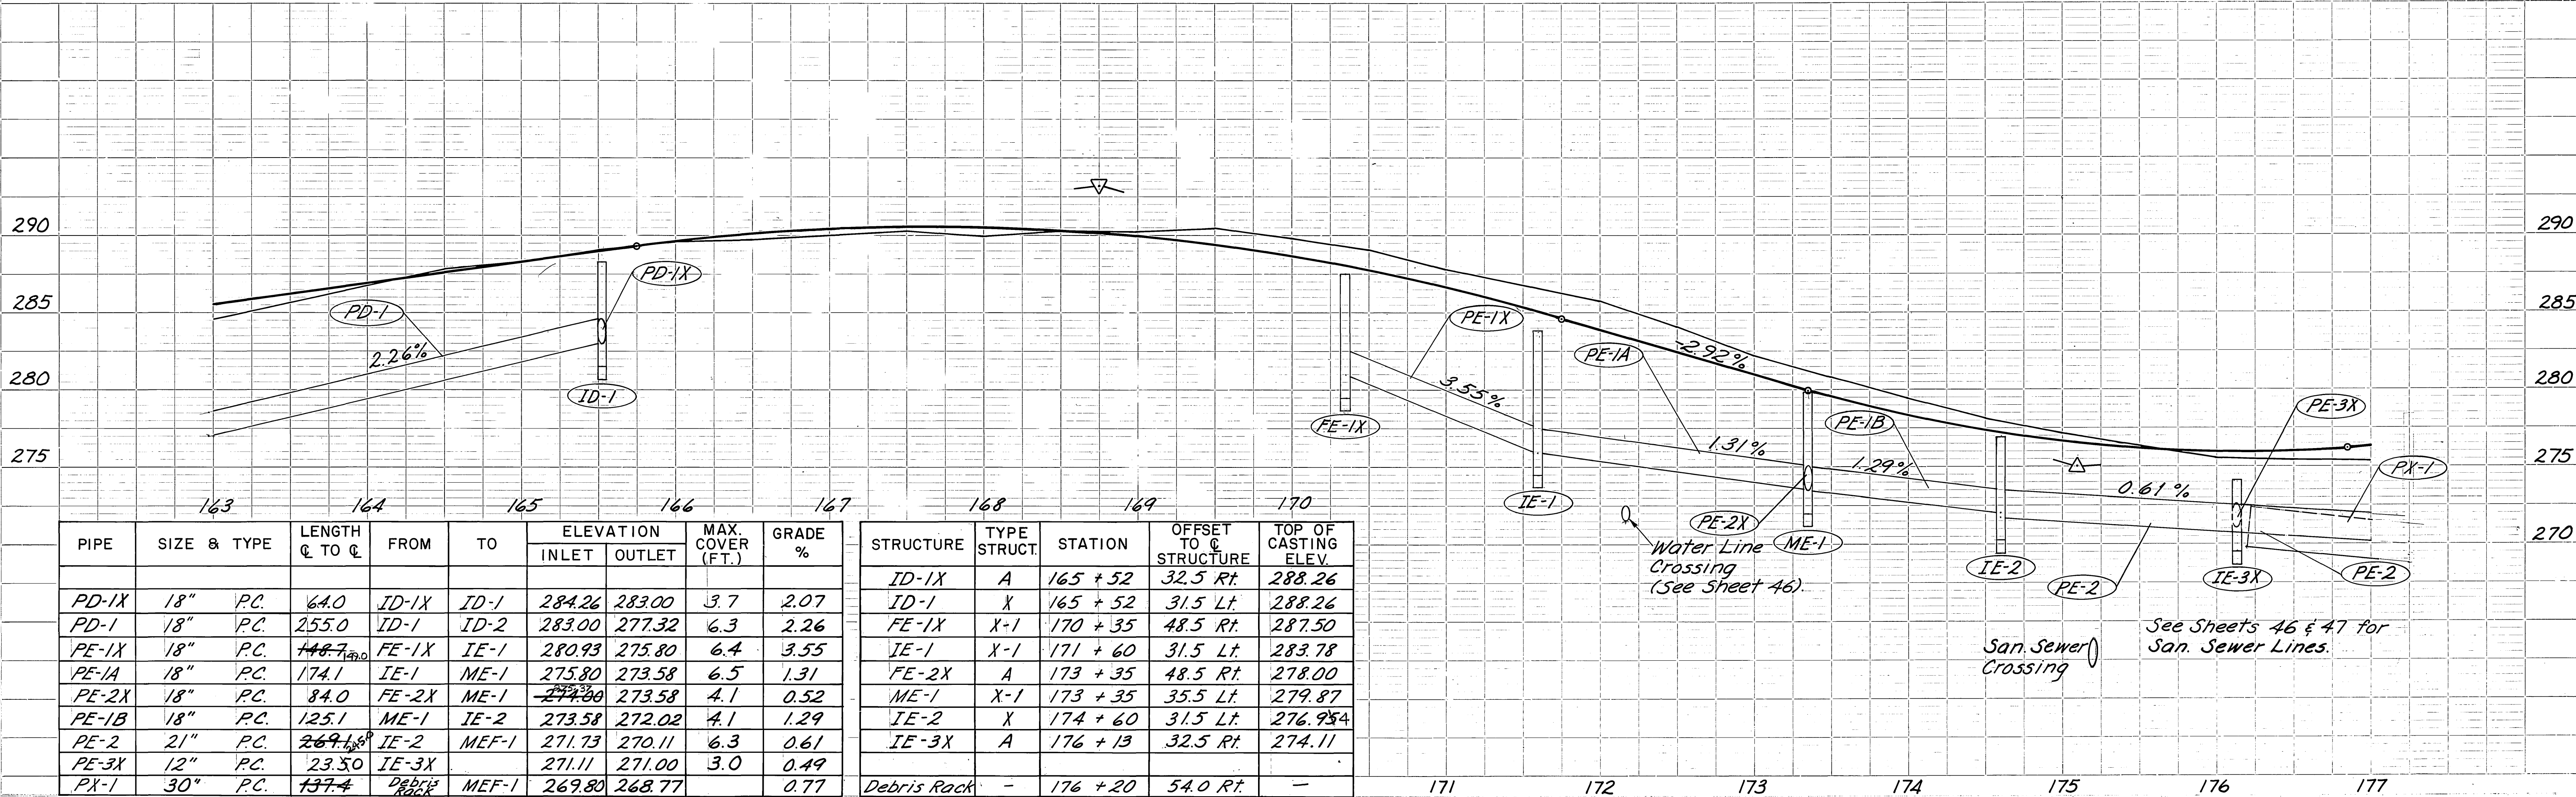 290 290
285 285
280 280
275 275
270
PD-1
2.26%
PD-1X
ID-1
FE-1X
PE-1X
3.55%
IE-1
PE-1A
-2.92%
1.31%
PE-1B
1.29%
PE-2X
ME-1
IE-2
0.61%
PE-2
PE-3X
PX-1
IE-3X
PE-2
Water Line
Crossing
(See Sheet 46).
San. Sewer
Crossing
See Sheets 46 & 47 for
San. Sewer Lines.
163 164 165 166 167 168 169 170
171 172 173 174 175 176 177
PIPE SIZE & TYPE LENGTH ℄ TO ℄ FROM TO ELEVATION INLET OUTLET MAX. COVER (FT.) GRADE %
PD-1X 18" P.C. 64.0 ID-1X ID-1 284.26 283.00 3.7 2.07
PD-1 18" P.C. 255.0 ID-1 ID-2 283.00 277.32 6.3 2.26
PE-1X 18" P.C. 148.7 FE-1X IE-1 280.93 275.80 6.4 3.55
PE-1A 18" P.C. 174.1 IE-1 ME-1 275.80 273.58 6.5 1.31
PE-2X 18" P.C. 84.0 FE-2X ME-1 274.00 273.58 4.1 0.52
PE-1B 18" P.C. 125.1 ME-1 IE-2 273.58 272.02 4.1 1.29
PE-2 21" P.C. 269.1 IE-2 MEF-1 271.73 270.11 6.3 0.61
PE-3X 12" P.C. 23.50 IE-3X 271.11 271.00 3.0 0.49
PX-1 30" P.C. 137.4 Debris Rack MEF-1 269.80 268.77 0.77
STRUCTURE TYPE STRUCT. STATION OFFSET TO ℄ STRUCTURE TOP OF CASTING ELEV.
ID-1X A 165 + 52 32.5 Rt. 288.26
ID-1 X 165 + 52 31.5 Lt. 288.26
FE-1X X-1 170 + 35 48.5 Rt. 287.50
IE-1 X-1 171 + 60 31.5 Lt. 283.78
FE-2X A 173 + 35 48.5 Rt. 278.00
ME-1 X-1 173 + 35 35.5 Lt. 279.87
IE-2 X 174 + 60 31.5 Lt.
IE-3X A 176 + 13 32.5 Rt. 274.11
Debris Rack - 176 + 20 54.0 Rt. —